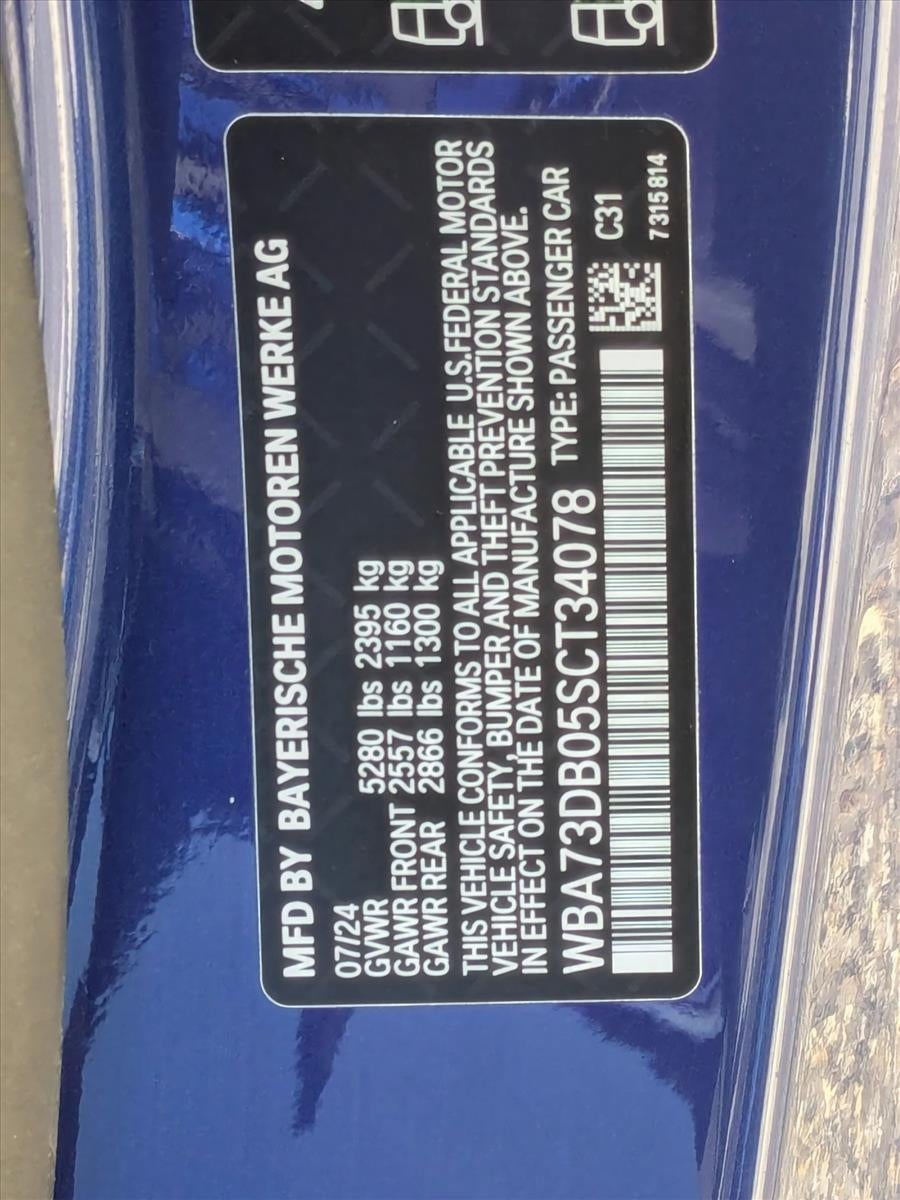 MFD BY BAYERISCHE MOTOREN WERKE AG
07/24
GVWR 5280 lbs 2395 kg
GAWR FRONT 2557 lbs 1160 kg
GAWR REAR 2866 lbs 1300 kg
THIS VEHICLE CONFORMS TO ALL APPLICABLE U.S.FEDERAL MOTOR
VEHICLE SAFETY, BUMPER AND THEFT PREVENTION STANDARDS
IN EFFECT ON THE DATE OF MANUFACTURE SHOWN ABOVE.
WBA73DB05SCT34078 TYPE: PASSENGER CAR
C31
7315814